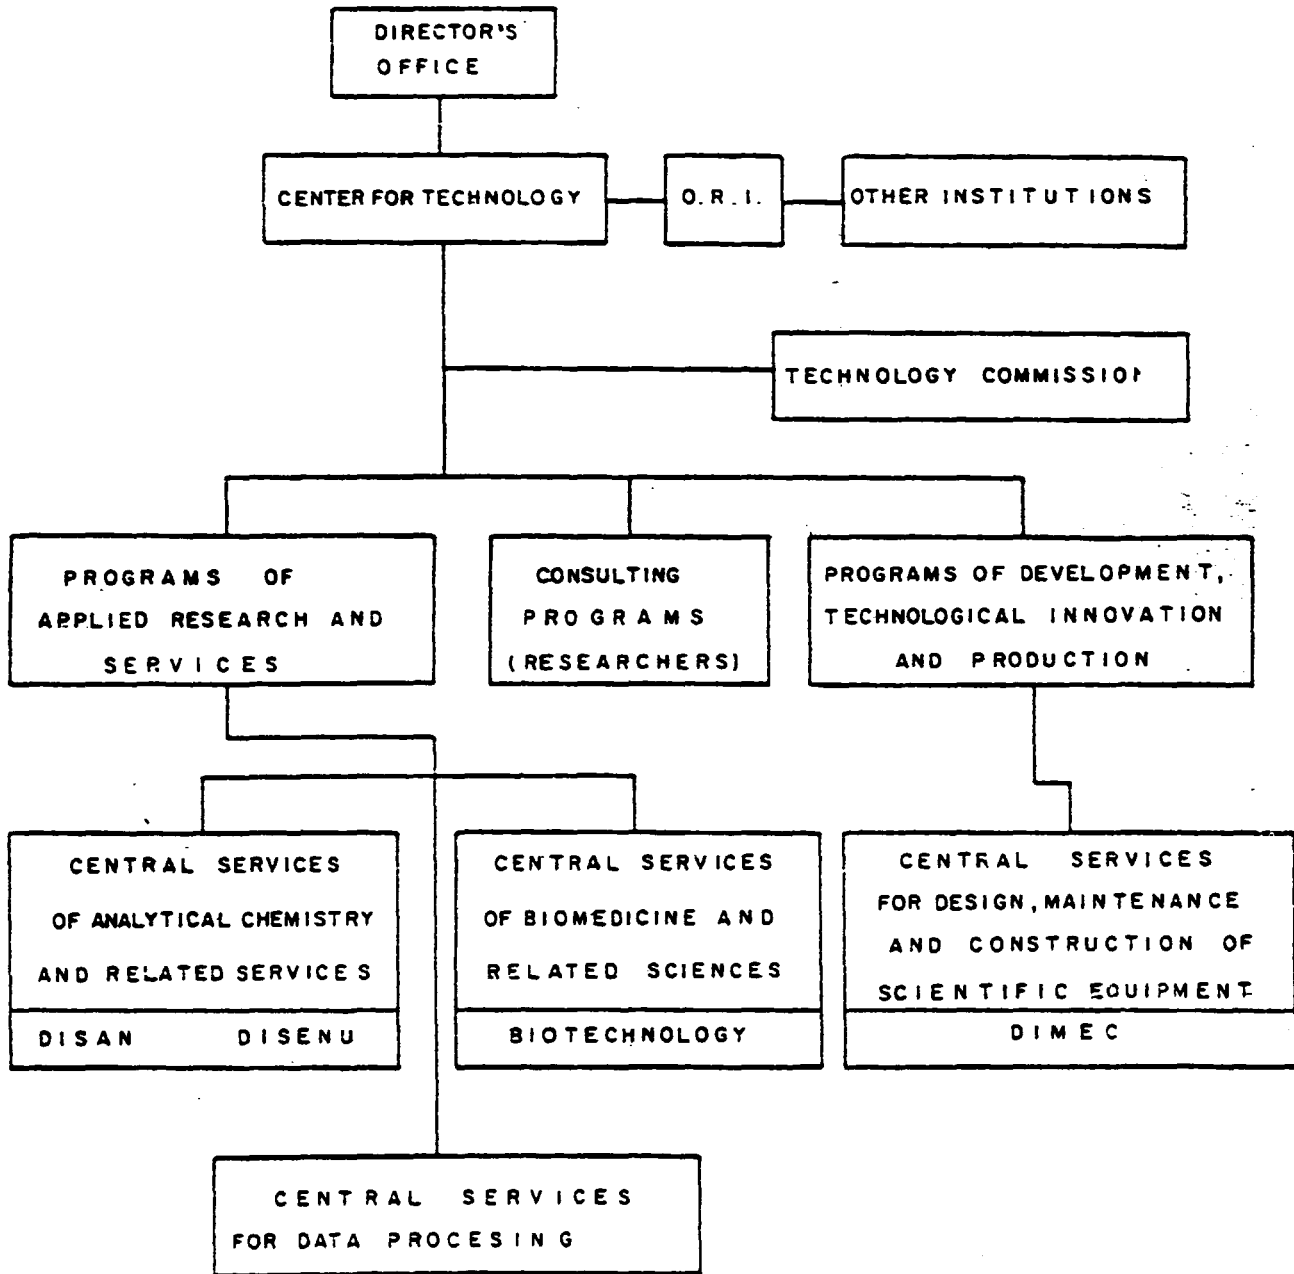 DIRECTOR'S
OFFICE
CENTER FOR TECHNOLOGY
O.R.I.
OTHER INSTITUTIONS
TECHNOLOGY COMMISSION
PROGRAMS OF
APPLIED RESEARCH AND
SERVICES
CONSULTING
PROGRAMS
(RESEARCHERS)
PROGRAMS OF DEVELOPMENT,
TECHNOLOGICAL INNOVATION
AND PRODUCTION
CENTRAL SERVICES
OF ANALYTICAL CHEMISTRY
AND RELATED SERVICES
DISAN DISENU
CENTRAL SERVICES
OF BIOMEDICINE AND
RELATED SCIENCES
BIOTECHNOLOGY
CENTRAL SERVICES
FOR DESIGN, MAINTENANCE
AND CONSTRUCTION OF
SCIENTIFIC EQUIPMENT
DIMEC
CENTRAL SERVICES
FOR DATA PROCESING